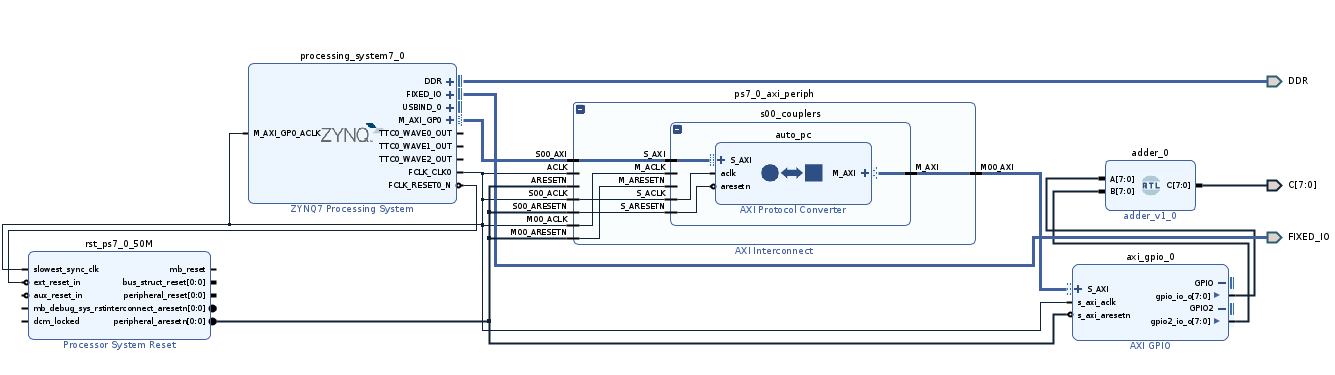 processing_system7_0
DDR
FIXED_IO
USBIND_0
M_AXI_GP0
M_AXI_GP0_ACLK
ZYNQ
TTC0_WAVE0_OUT
TTC0_WAVE1_OUT
TTC0_WAVE2_OUT
FCLK_CLK0
FCLK_RESET0_N
ZYNQ7 Processing System
DDR
ps7_0_axi_periph
s00_couplers
auto_pc
S00_AXI
ACLK
ARESETN
S00_ACLK
S00_ARESETN
M00_ACLK
M00_ARESETN
S_AXI
M_ACLK
M_ARESETN
S_ACLK
S_ARESETN
S_AXI
aclk
aresetn
M_AXI
AXI Protocol Converter
M_AXI
M00_AXI
AXI Interconnect
adder_0
A[7:0]
B[7:0]
RTL
C[7:0]
adder_v1_0
C[7:0]
FIXED_IO
rst_ps7_0_50M
slowest_sync_clk
ext_reset_in
aux_reset_in
mb_debug_sys_rst
dcm_locked
mb_reset
bus_struct_reset[0:0]
peripheral_reset[0:0]
interconnect_aresetn[0:0]
peripheral_aresetn[0:0]
Processor System Reset
axi_gpio_0
S_AXI
s_axi_aclk
s_axi_aresetn
GPIO
gpio_io_o[7:0]
GPIO2
gpio2_io_o[7:0]
AXI GPIO